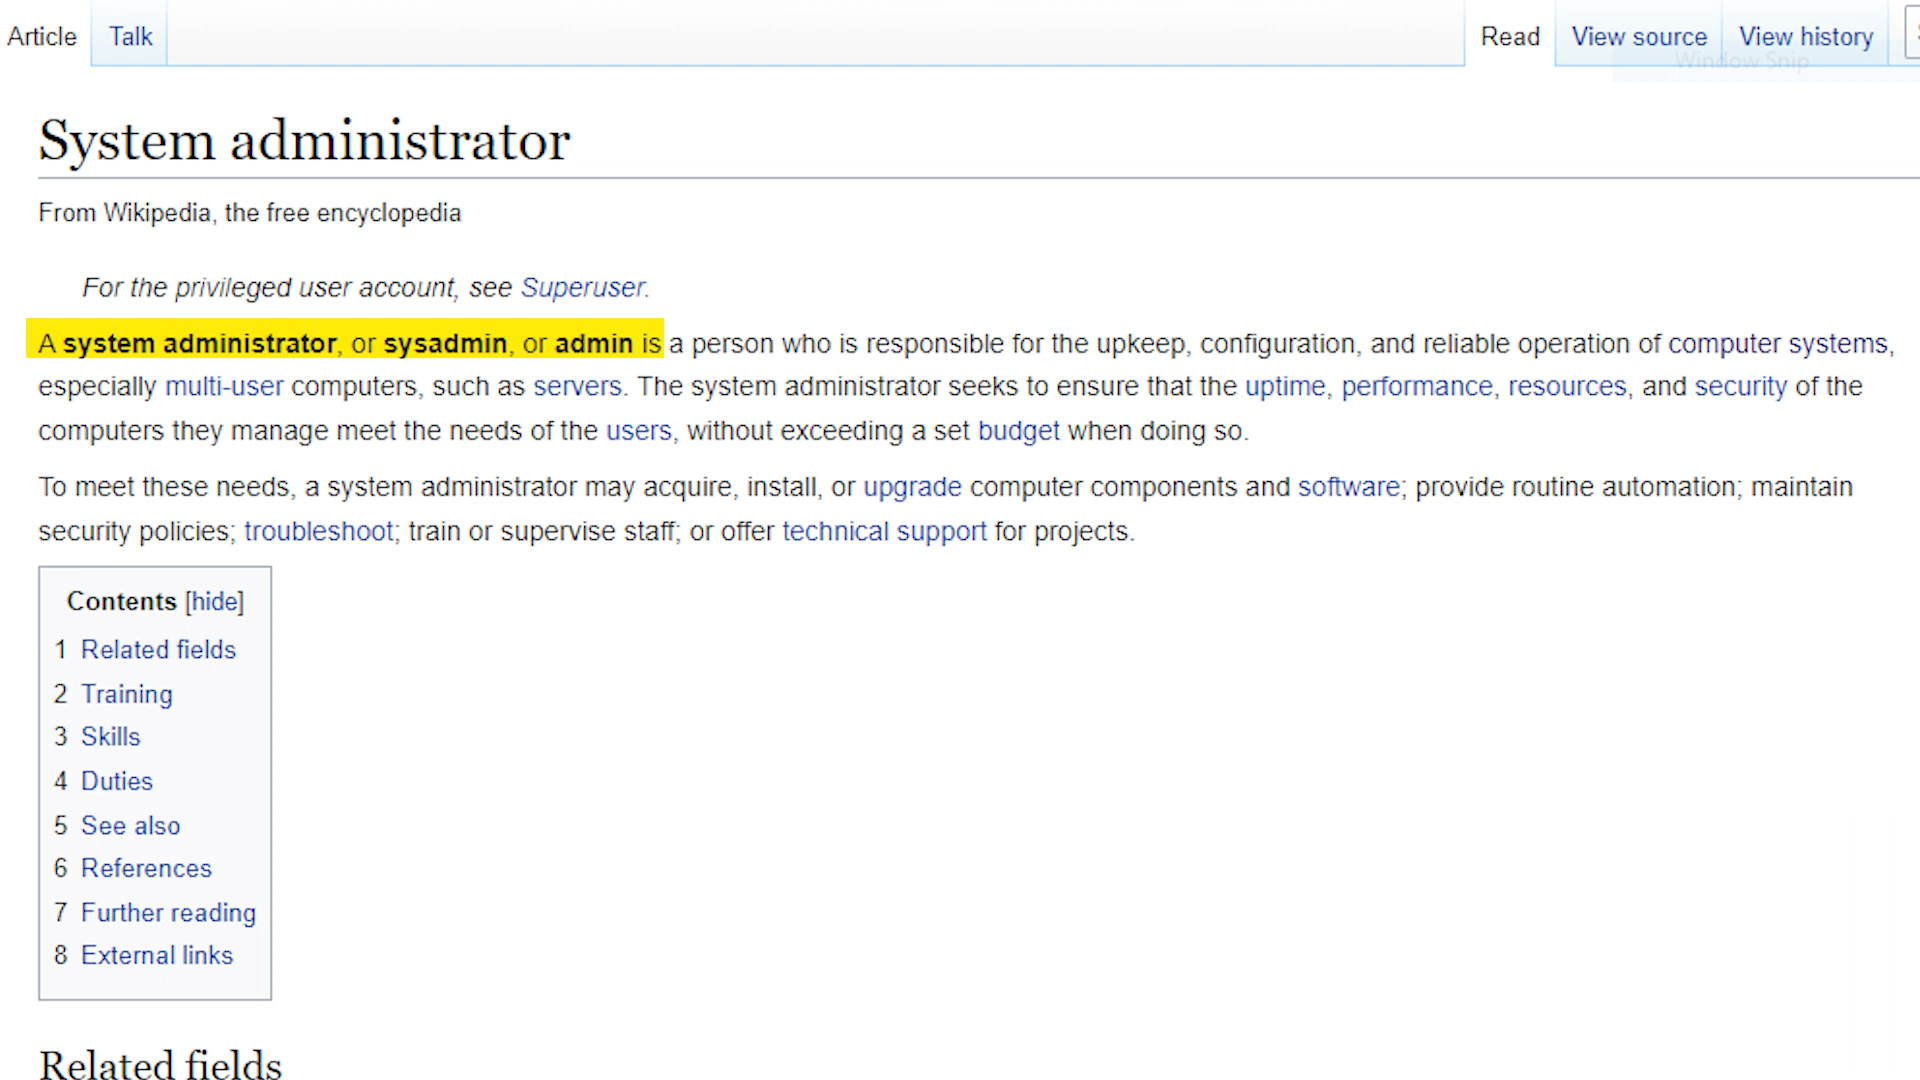 Article Talk Read View source View history
Window Snip
System administrator
From Wikipedia, the free encyclopedia
For the privileged user account, see Superuser.
A system administrator, or sysadmin, or admin is a person who is responsible for the upkeep, configuration, and reliable operation of computer systems,
especially multi-user computers, such as servers. The system administrator seeks to ensure that the uptime, performance, resources, and security of the
computers they manage meet the needs of the users, without exceeding a set budget when doing so.
To meet these needs, a system administrator may acquire, install, or upgrade computer components and software; provide routine automation; maintain
security policies; troubleshoot; train or supervise staff; or offer technical support for projects.
Contents [hide]
1 Related fields
2 Training
3 Skills
4 Duties
5 See also
6 References
7 Further reading
8 External links
Related fields